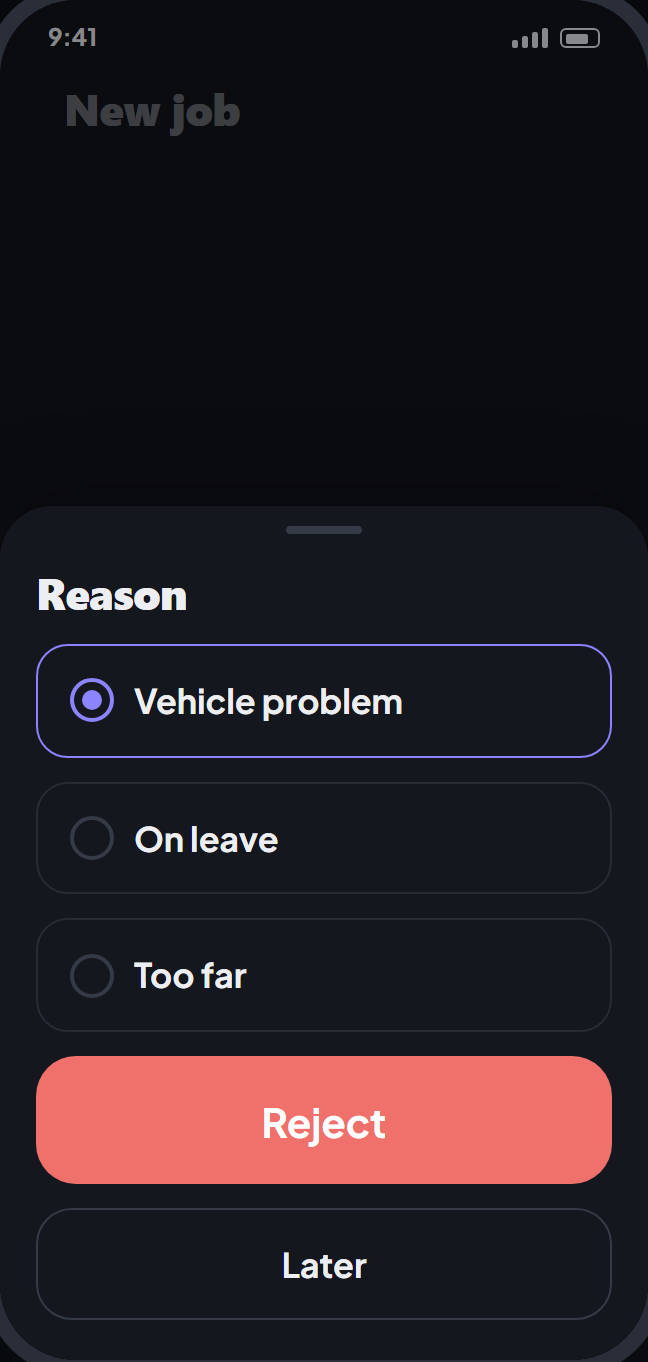 9:41
New job
Reason
Vehicle problem
On leave
Too far
Reject
Later